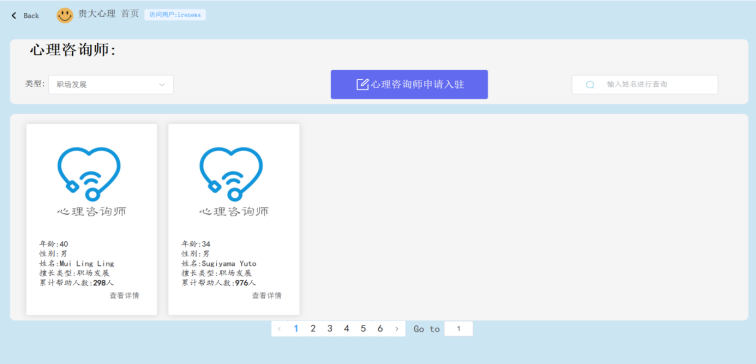 Back 贵大心理 首页 访问用户:irenems
心理咨询师:
类型: 职场发展 心理咨询师申请入驻 输入姓名进行查询
心理咨询师
年龄:40
性别:男
姓名:Mui Ling Ling
擅长类型:职场发展
累计帮助人数:298人
查看详情
心理咨询师
年龄:34
性别:男
姓名:Sugiyama Yuto
擅长类型:职场发展
累计帮助人数:976人
查看详情
1 2 3 4 5 6 Go to 1